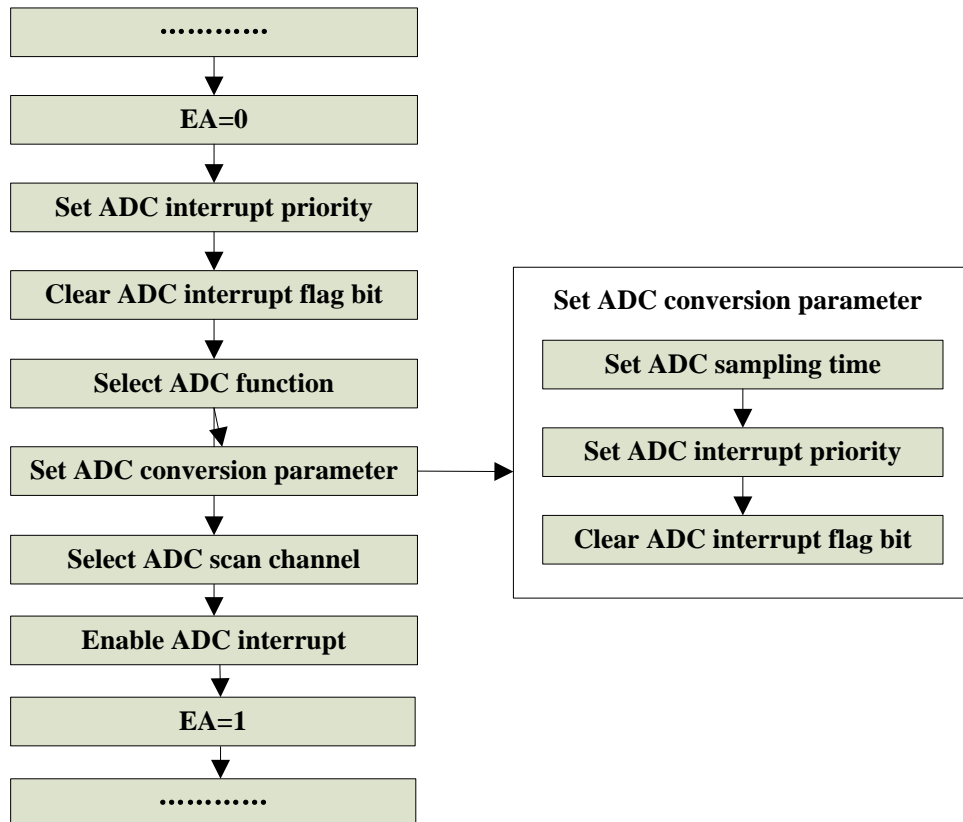 ............
EA=0
Set ADC interrupt priority
Clear ADC interrupt flag bit
Select ADC function
Set ADC conversion parameter
Select ADC scan channel
Enable ADC interrupt
EA=1
............
Set ADC conversion parameter
Set ADC sampling time
Set ADC interrupt priority
Clear ADC interrupt flag bit